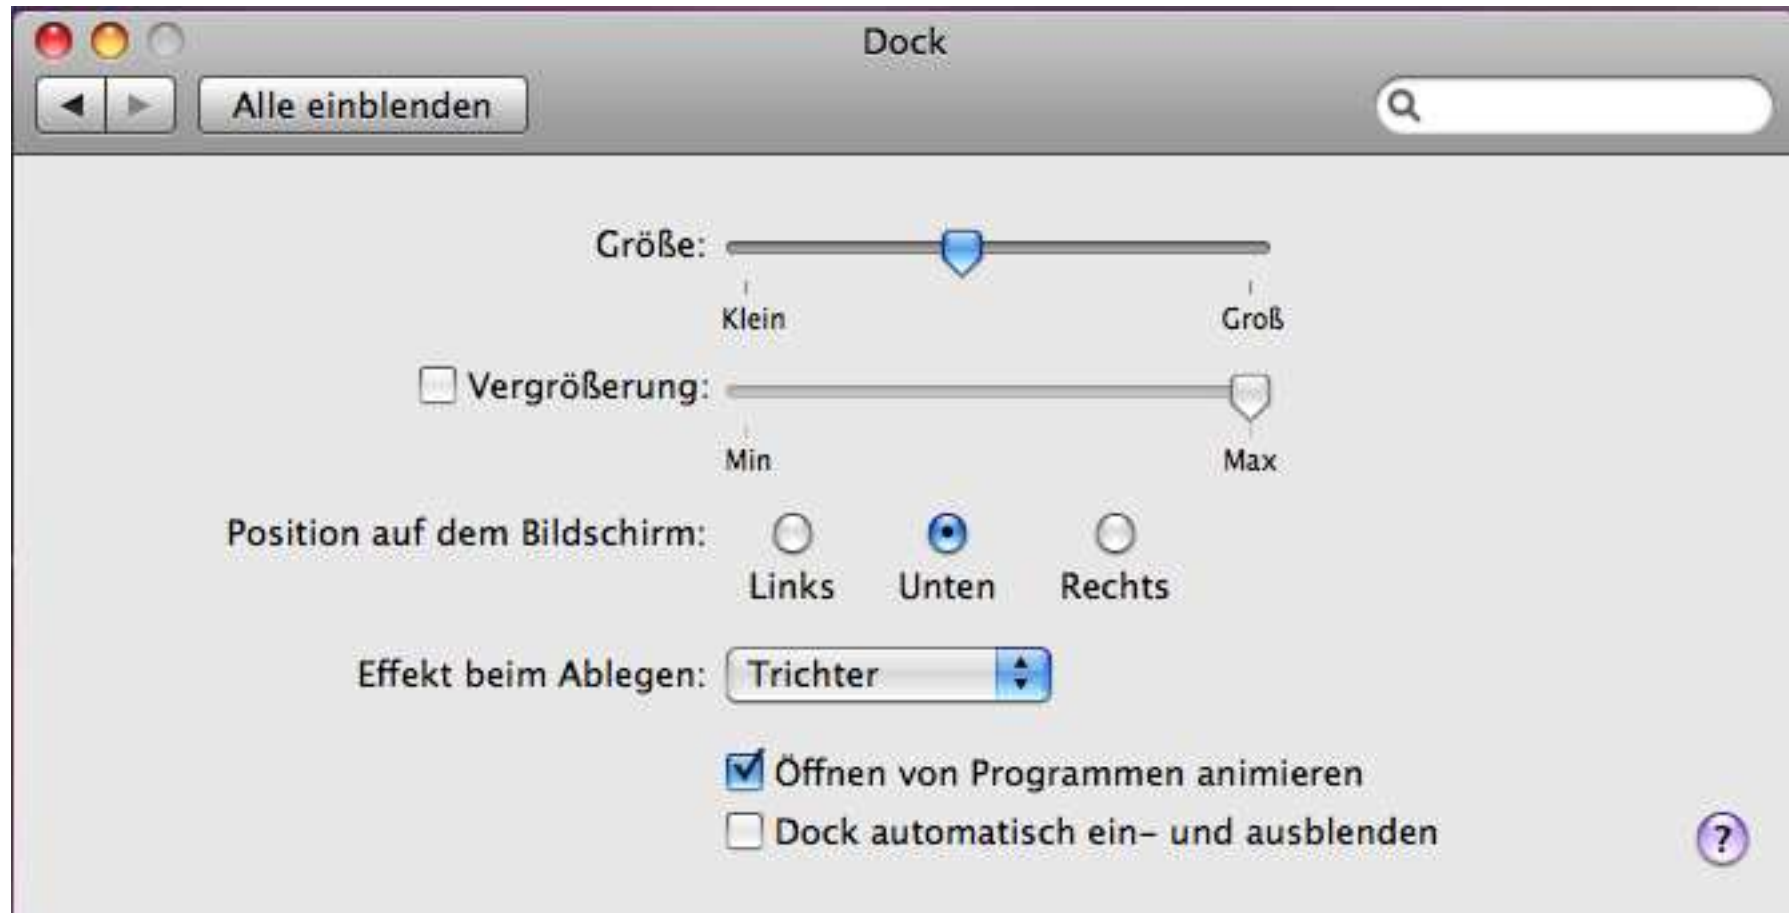 Dock
Alle einblenden
Größe:
Klein Groß
Vergrößerung:
Min Max
Position auf dem Bildschirm:
Links Unten Rechts
Effekt beim Ablegen: Trichter
Öffnen von Programmen animieren
Dock automatisch ein- und ausblenden
?